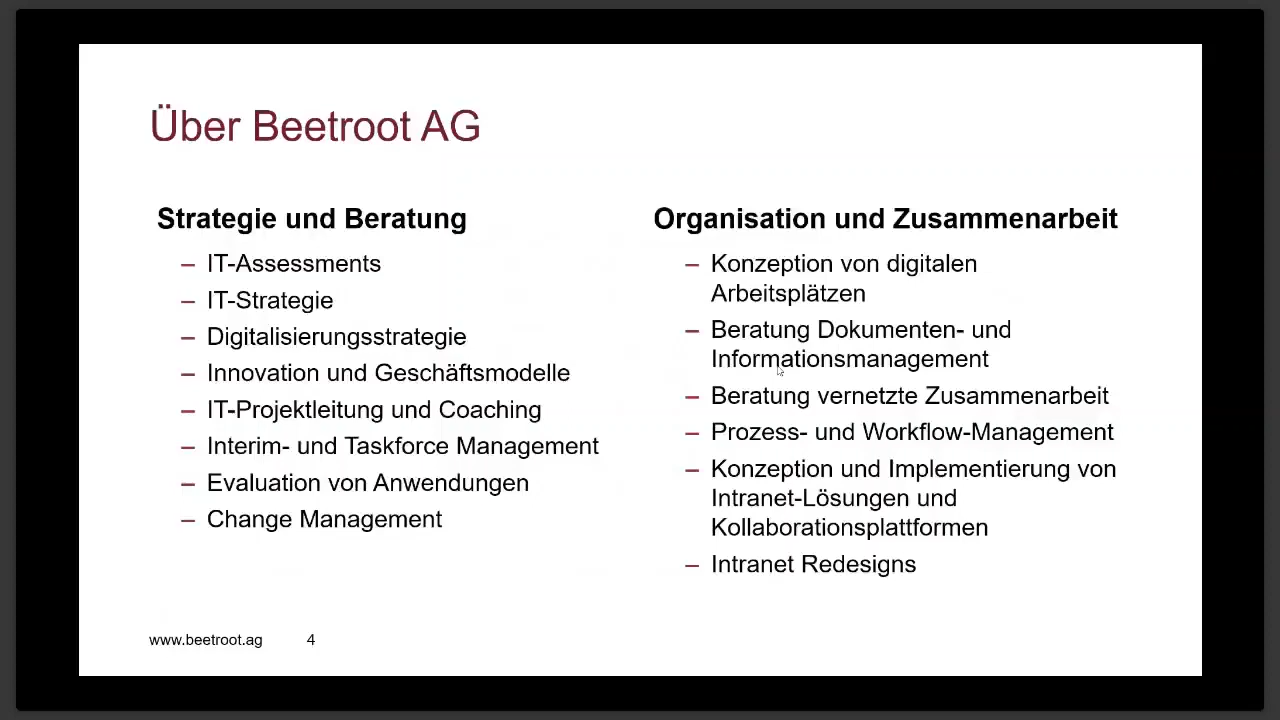 Über Beetroot AG
Strategie und Beratung
– IT-Assessments
– IT-Strategie
– Digitalisierungsstrategie
– Innovation und Geschäftsmodelle
– IT-Projektleitung und Coaching
– Interim- und Taskforce Management
– Evaluation von Anwendungen
– Change Management
Organisation und Zusammenarbeit
– Konzeption von digitalen
Arbeitsplätzen
– Beratung Dokumenten- und
Informationsmanagement
– Beratung vernetzte Zusammenarbeit
– Prozess- und Workflow-Management
– Konzeption und Implementierung von
Intranet-Lösungen und
Kollaborationsplattformen
– Intranet Redesigns
www.beetroot.ag 4